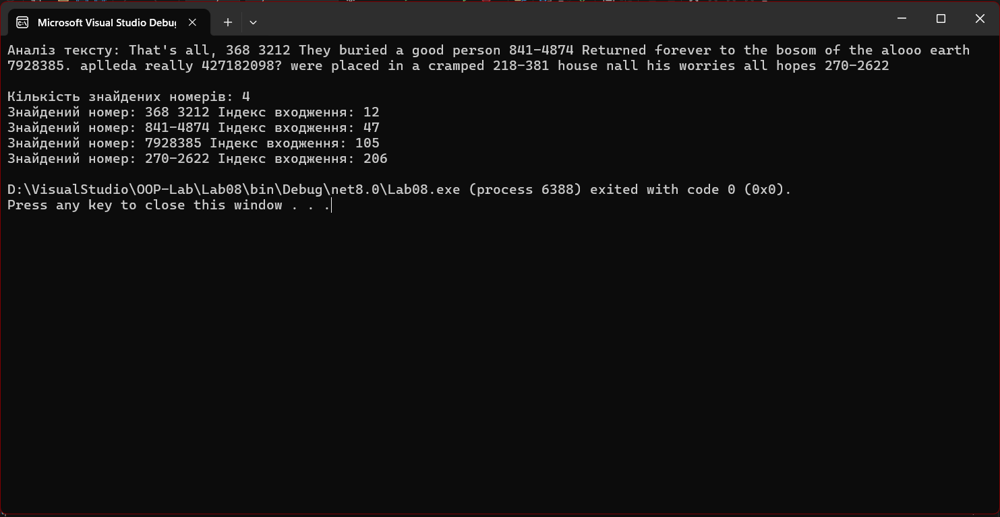 Microsoft Visual Studio Debug
Аналіз тексту: That's all, 368 3212 They buried a good person 841-4874 Returned forever to the bosom of the alooo earth
7928385. aplleda really 427182098? were placed in a cramped 218-381 house nall his worries all hopes 270-2622
Кількість знайдених номерів: 4
Знайдений номер: 368 3212 Індекс входження: 12
Знайдений номер: 841-4874 Індекс входження: 47
Знайдений номер: 7928385 Індекс входження: 105
Знайдений номер: 270-2622 Індекс входження: 206
D:\VisualStudio\OOP-Lab\Lab08\bin\Debug\net8.0\Lab08.exe (process 6388) exited with code 0 (0x0).
Press any key to close this window . . .